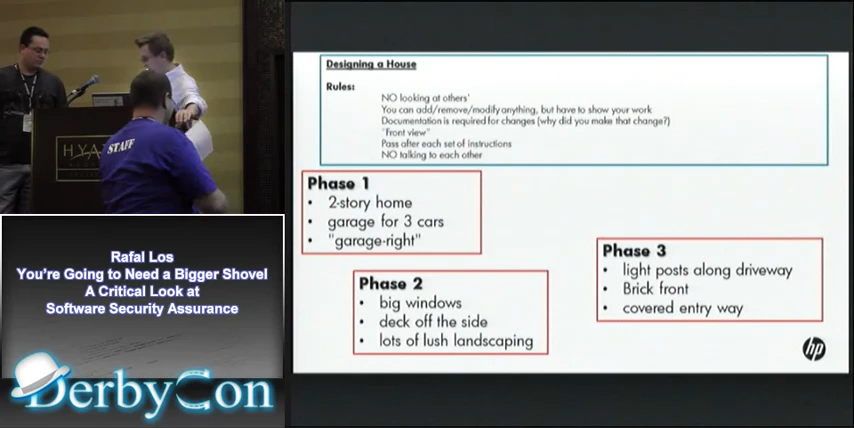 HYATT
STAFF
Rafal Los
You're Going to Need a Bigger Shovel
A Critical Look at
Software Security Assurance
DerbyCon
Designing a House
Rules:
NO looking at others'
You can add/remove/modify anything, but have to show your work
Documentation is required for changes (why did you make that change?)
"Front view"
Pass after each set of instructions
NO talking to each other
Phase 1
• 2-story home
• garage for 3 cars
• "garage-right"
Phase 2
• big windows
• deck off the side
• lots of lush landscaping
Phase 3
• light posts along driveway
• Brick front
• covered entry way
hp